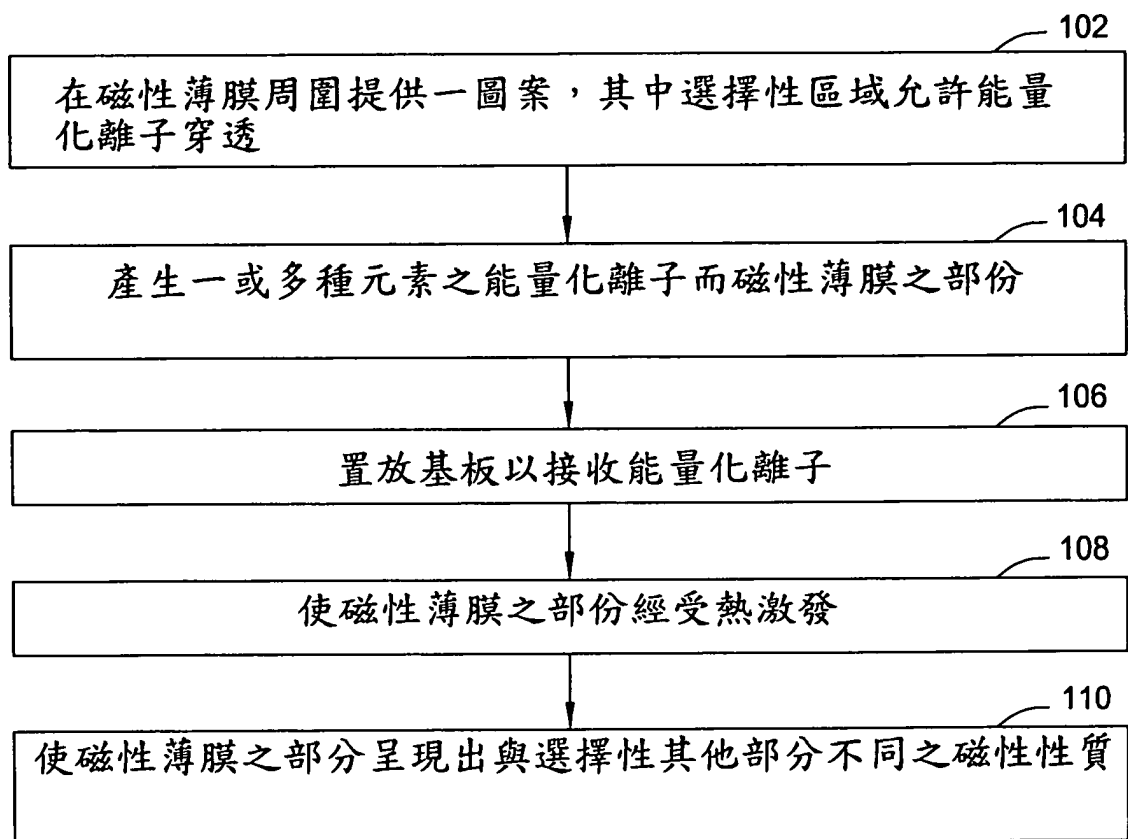 102
在磁性薄膜周圍提供一圖案，其中選擇性區域允許能量
化離子穿透
104
產生一或多種元素之能量化離子而磁性薄膜之部份
106
置放基板以接收能量化離子
108
使磁性薄膜之部份經受熱激發
110
使磁性薄膜之部分呈現出與選擇性其他部分不同之磁性性質